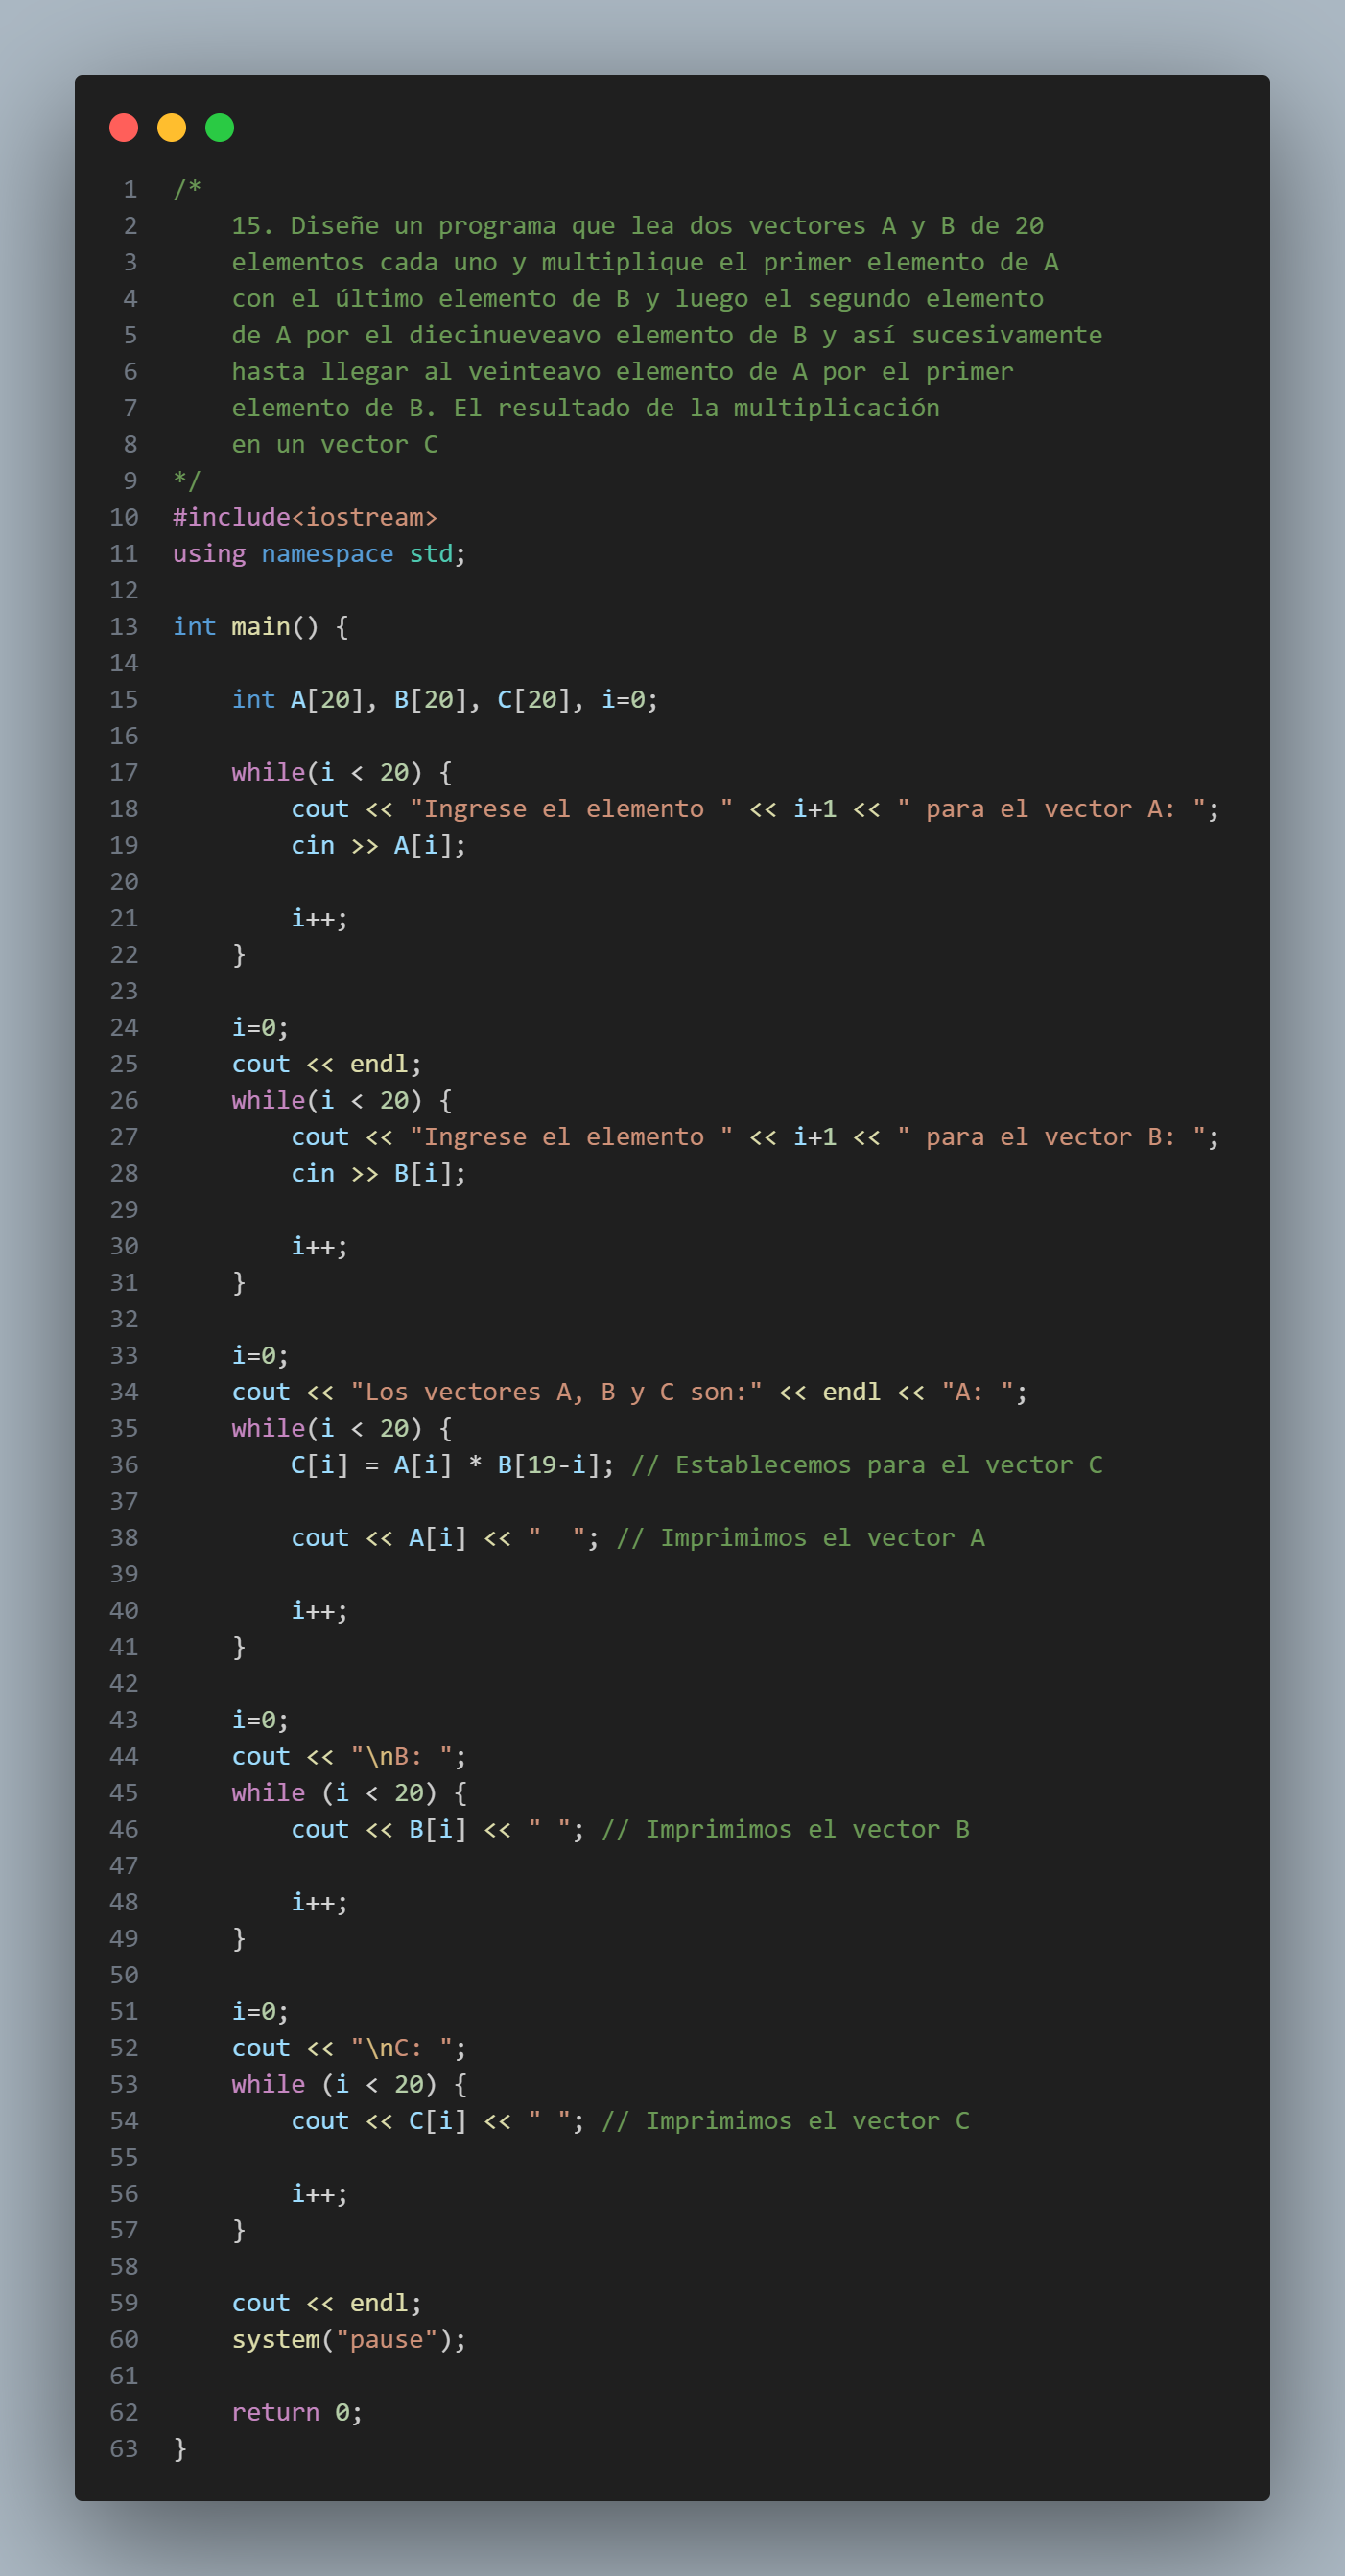 1 /*
2     15. Diseñe un programa que lea dos vectores A y B de 20
3     elementos cada uno y multiplique el primer elemento de A
4     con el último elemento de B y luego el segundo elemento
5     de A por el diecinueveavo elemento de B y así sucesivamente
6     hasta llegar al veinteavo elemento de A por el primer
7     elemento de B. El resultado de la multiplicación
8     en un vector C
9 */
10 #include<iostream>
11 using namespace std;
12
13 int main() {
14
15     int A[20], B[20], C[20], i=0;
16
17     while(i < 20) {
18         cout << "Ingrese el elemento " << i+1 << " para el vector A: ";
19         cin >> A[i];
20
21         i++;
22     }
23
24     i=0;
25     cout << endl;
26     while(i < 20) {
27         cout << "Ingrese el elemento " << i+1 << " para el vector B: ";
28         cin >> B[i];
29
30         i++;
31     }
32
33     i=0;
34     cout << "Los vectores A, B y C son:" << endl << "A: ";
35     while(i < 20) {
36         C[i] = A[i] * B[19-i]; // Establecemos para el vector C
37
38         cout << A[i] << "  "; // Imprimimos el vector A
39
40         i++;
41     }
42
43     i=0;
44     cout << "\nB: ";
45     while (i < 20) {
46         cout << B[i] << " "; // Imprimimos el vector B
47
48         i++;
49     }
50
51     i=0;
52     cout << "\nC: ";
53     while (i < 20) {
54         cout << C[i] << " "; // Imprimimos el vector C
55
56         i++;
57     }
58
59     cout << endl;
60     system("pause");
61
62     return 0;
63 }